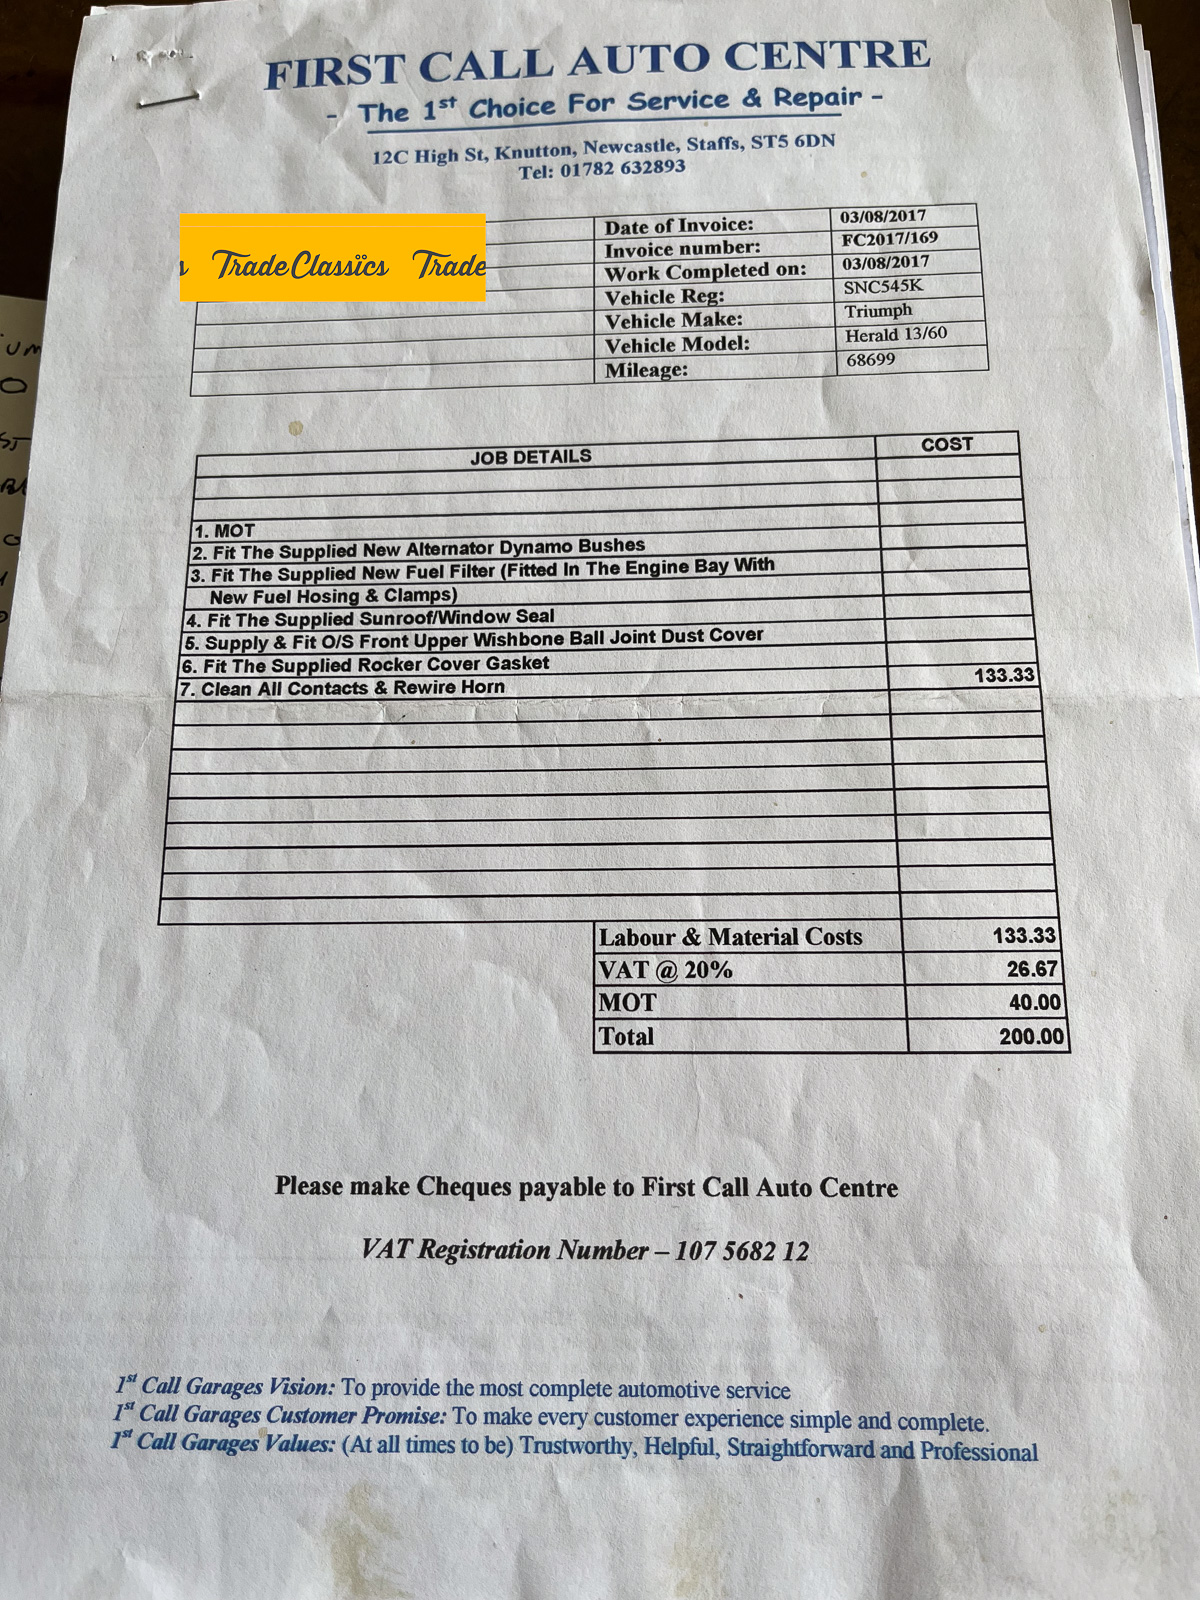 FIRST CALL AUTO CENTRE
- The 1st Choice For Service & Repair -
12C High St, Knutton, Newcastle, Staffs, ST5 6DN
Tel: 01782 632893
TradeClassics Trade
Date of Invoice: 03/08/2017
Invoice number: FC2017/169
Work Completed on: 03/08/2017
Vehicle Reg: SNC545K
Vehicle Make: Triumph
Vehicle Model: Herald 13/60
Mileage: 68699
JOB DETAILS COST
1. MOT
2. Fit The Supplied New Alternator Dynamo Bushes
3. Fit The Supplied New Fuel Filter (Fitted In The Engine Bay With
New Fuel Hosing & Clamps)
4. Fit The Supplied Sunroof/Window Seal
5. Supply & Fit O/S Front Upper Wishbone Ball Joint Dust Cover
6. Fit The Supplied Rocker Cover Gasket
7. Clean All Contacts & Rewire Horn 133.33
Labour & Material Costs 133.33
VAT @ 20% 26.67
MOT 40.00
Total 200.00
Please make Cheques payable to First Call Auto Centre
VAT Registration Number – 107 5682 12
1st Call Garages Vision: To provide the most complete automotive service
1st Call Garages Customer Promise: To make every customer experience simple and complete.
1st Call Garages Values: (At all times to be) Trustworthy, Helpful, Straightforward and Professional